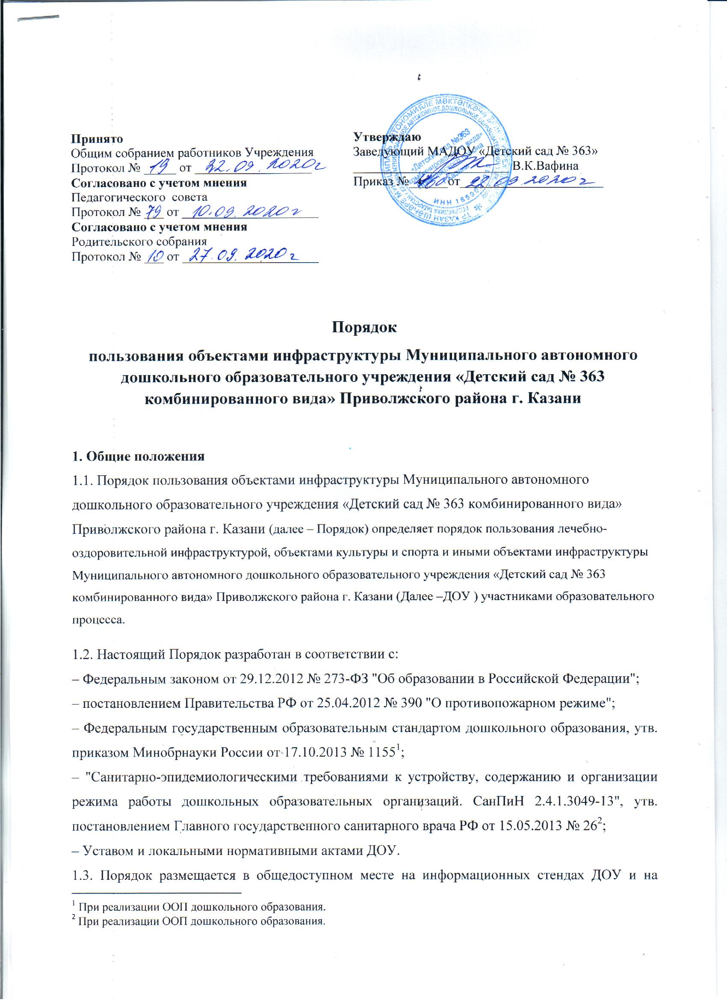 Принято
Общим собранием работников Учреждения
Протокол № 19 от 22.09.2020г
Согласовано с учетом мнения
Педагогического совета
Протокол № 79 от 10.09.2020г
Согласовано с учетом мнения
Родительского собрания
Протокол № 10 от 27.09.2020г
Утверждаю
Заведующий МАДОУ «Детский сад № 363»
В.К.Вафина
Приказ № от 22.09.2020г
«Детский сад №363
комбинированного вида»
Приволжского района
г.Казани
ИНН 16590
Порядок
пользования объектами инфраструктуры Муниципального автономного
дошкольного образовательного учреждения «Детский сад № 363
комбинированного вида» Приволжского района г. Казани
1. Общие положения
1.1. Порядок пользования объектами инфраструктуры Муниципального автономного
дошкольного образовательного учреждения «Детский сад № 363 комбинированного вида»
Приволжского района г. Казани (далее – Порядок) определяет порядок пользования лечебно-
оздоровительной инфраструктурой, объектами культуры и спорта и иными объектами инфраструктуры
Муниципального автономного дошкольного образовательного учреждения «Детский сад № 363
комбинированного вида» Приволжского района г. Казани (Далее –ДОУ ) участниками образовательного
процесса.
1.2. Настоящий Порядок разработан в соответствии с:
– Федеральным законом от 29.12.2012 № 273-ФЗ "Об образовании в Российской Федерации";
– постановлением Правительства РФ от 25.04.2012 № 390 "О противопожарном режиме";
– Федеральным государственным образовательным стандартом дошкольного образования, утв.
приказом Минобрнауки России от 17.10.2013 № 1155¹;
– "Санитарно-эпидемиологическими требованиями к устройству, содержанию и организации
режима работы дошкольных образовательных организаций. СанПиН 2.4.1.3049-13", утв.
постановлением Главного государственного санитарного врача РФ от 15.05.2013 № 26²;
– Уставом и локальными нормативными актами ДОУ.
1.3. Порядок размещается в общедоступном месте на информационных стендах ДОУ и на
¹ При реализации ООП дошкольного образования.
² При реализации ООП дошкольного образования.